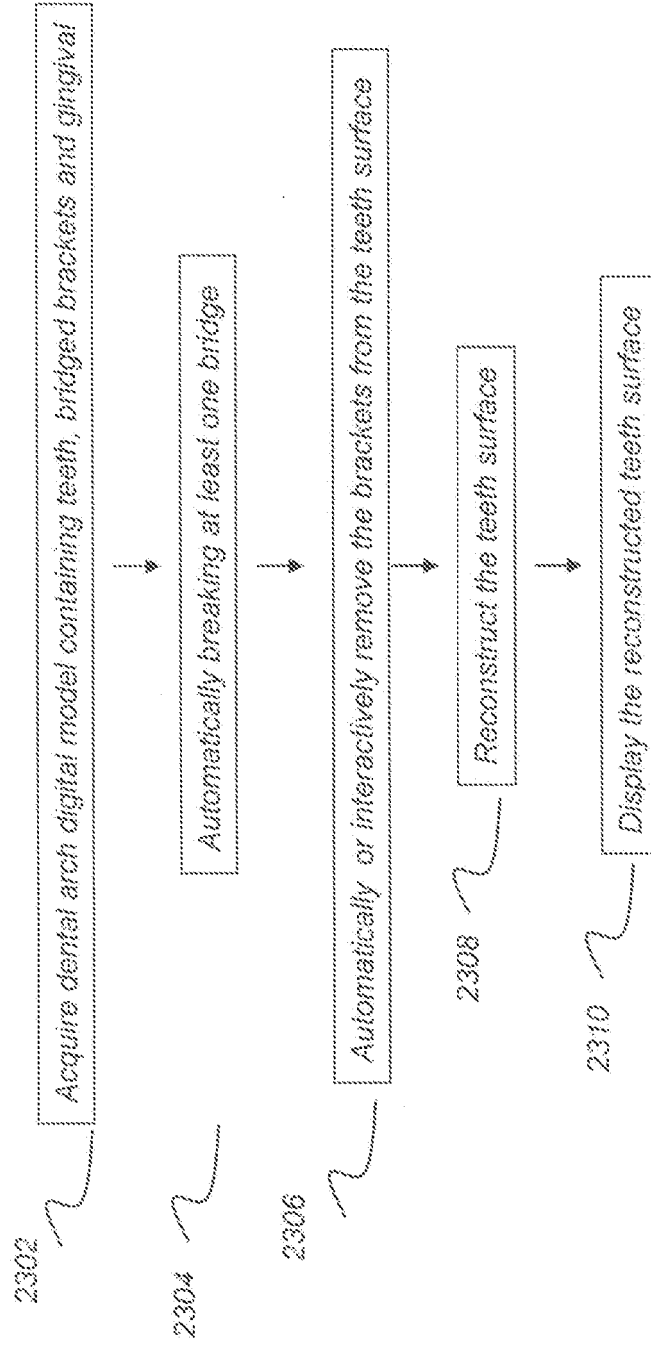 2302
Acquire dental arch digital model containing teeth, bridged brackets and gingival
2304
Automatically breaking at least one bridge
2306
Automatically or interactively remove the brackets from the teeth surface
2308
Reconstruct the teeth surface
2310
Display the reconstructed teeth surface